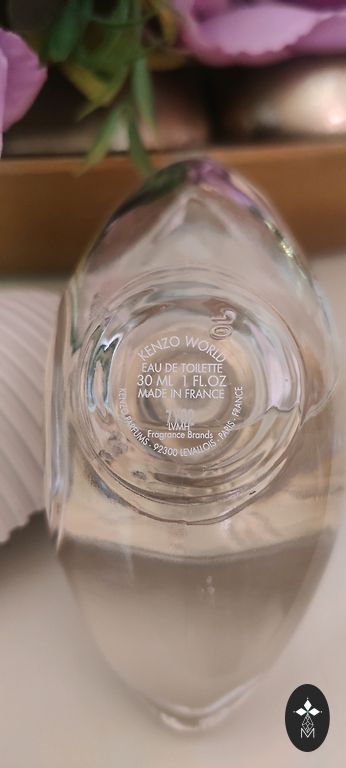 KENZO WORLD
EAU DE TOILETTE
30 ML 1 FL.OZ
MADE IN FRANCE
LVMH
Fragrance Brands
KENZO PARFUMS · 92300 LEVALLOIS · PARIS · FRANCE